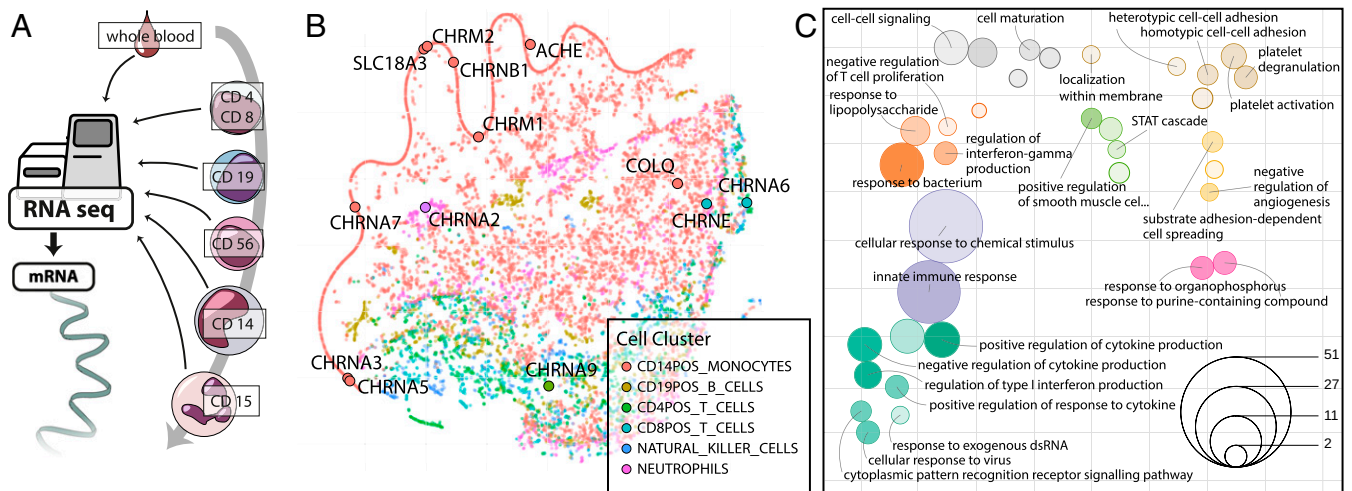 A
whole blood
CD 4
CD 8
CD 19
CD 56
CD 14
CD 15
RNA seq
mRNA
B
CHRM2
SLC18A3
ACHE
CHRNB1
CHRM1
COLQ
CHRNA6
CHRNA7
CHRNA2
CHRNE
CHRNA3
CHRNA5
CHRNA9
Cell Cluster
CD14POS_MONOCYTES
CD19POS_B_CELLS
CD4POS_T_CELLS
CD8POS_T_CELLS
NATURAL_KILLER_CELLS
NEUTROPHILS
C
cell-cell signaling
cell maturation
heterotypic cell-cell adhesion
homotypic cell-cell adhesion
platelet
degranulation
platelet activation
negative regulation
of T cell proliferation
response to
lipopolysaccharide
localization
within membrane
STAT cascade
regulation of
interferon-gamma
production
response to bacterium
positive regulation
of smooth muscle cel...
negative
regulation of
angiogenesis
substrate adhesion-dependent
cell spreading
cellular response to chemical stimulus
innate immune response
response to organophosphorus
response to purine-containing compound
positive regulation of cytokine production
negative regulation of cytokine production
regulation of type I interferon production
positive regulation of response to cytokine
response to exogenous dsRNA
cellular response to virus
cytoplasmic pattern recognition receptor signalling pathway
51
27
11
2